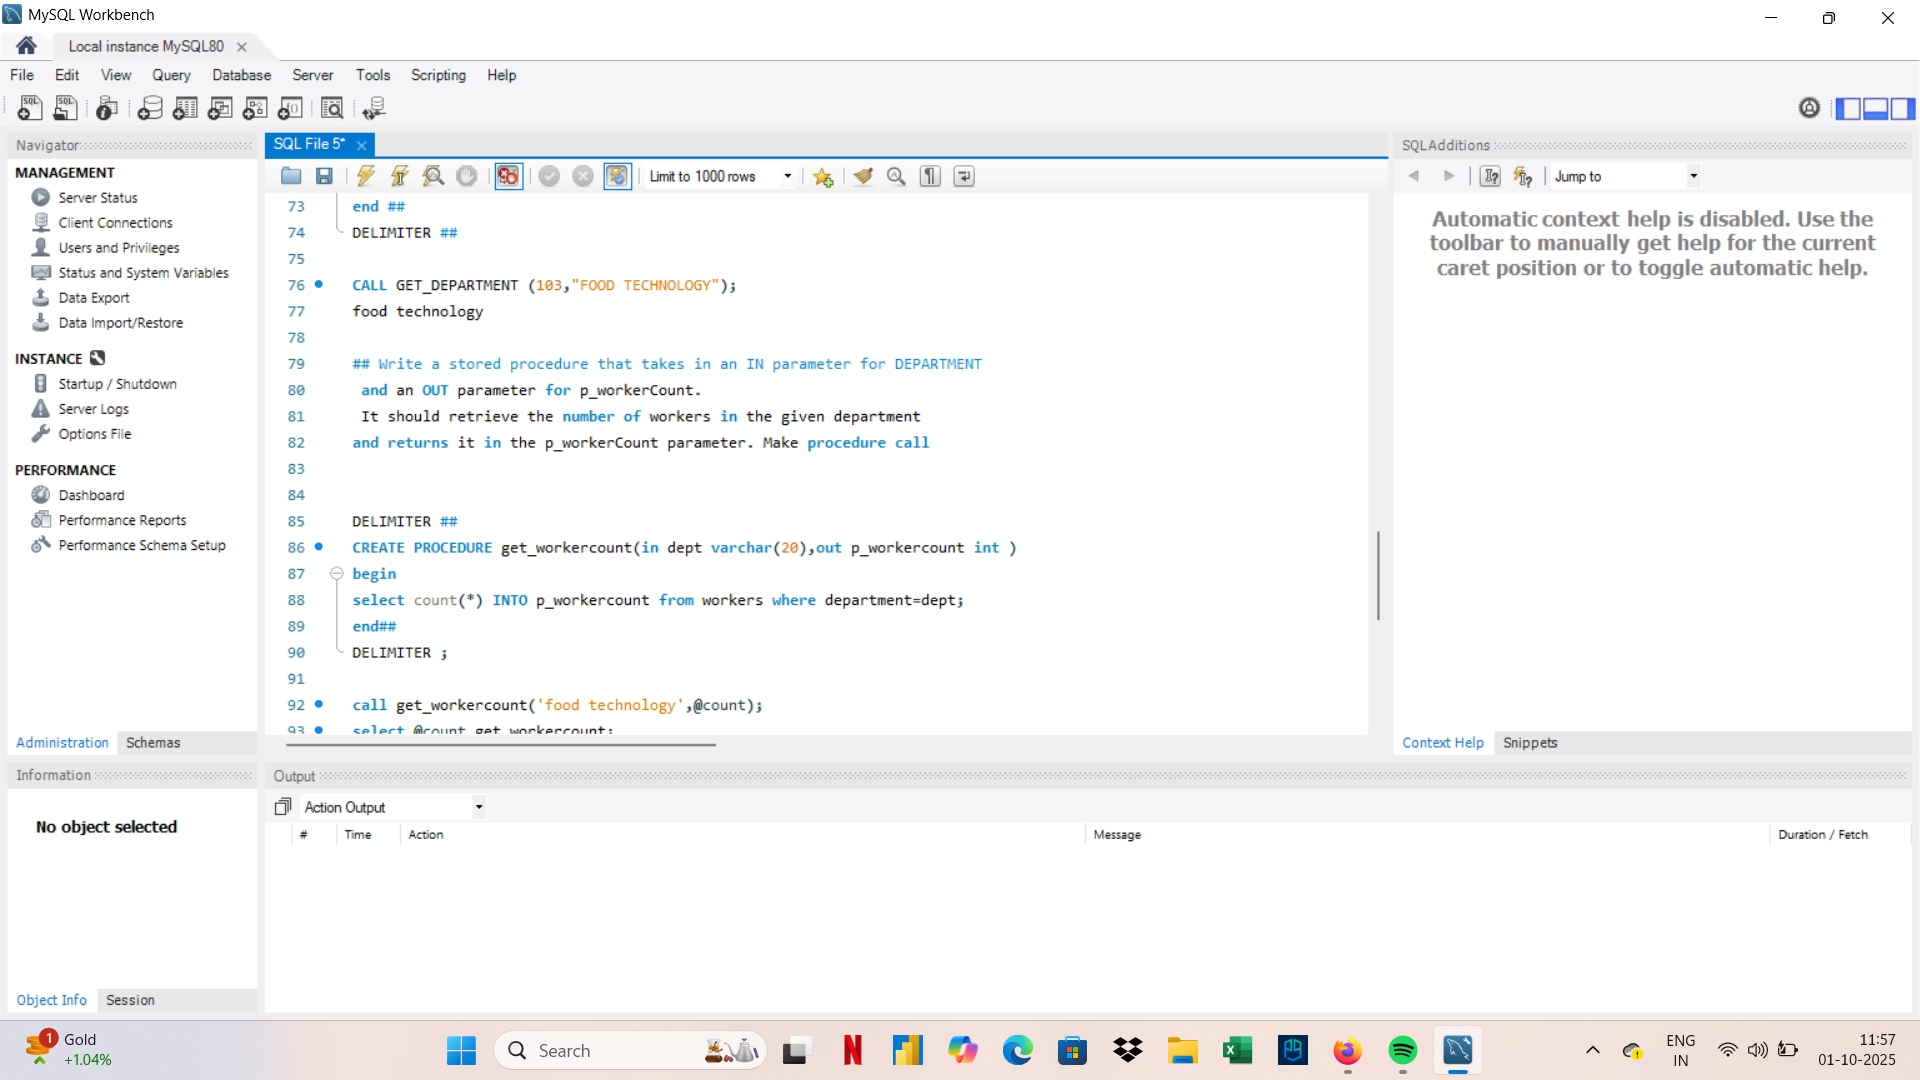 MySQL Workbench
Local instance MySQL80
File Edit View Query Database Server Tools Scripting Help
Navigator
MANAGEMENT
Server Status
Client Connections
Users and Privileges
Status and System Variables
Data Export
Data Import/Restore
INSTANCE
Startup / Shutdown
Server Logs
Options File
PERFORMANCE
Dashboard
Performance Reports
Performance Schema Setup
Administration Schemas
SQL File 5*
Limit to 1000 rows
73 end ##
74 DELIMITER ##
75
76 CALL GET_DEPARTMENT (103,"FOOD TECHNOLOGY");
77 food technology
78
79 ## Write a stored procedure that takes in an IN parameter for DEPARTMENT
80 and an OUT parameter for p_workerCount.
81 It should retrieve the number of workers in the given department
82 and returns it in the p_workerCount parameter. Make procedure call
83
84
85 DELIMITER ##
86 CREATE PROCEDURE get_workercount(in dept varchar(20),out p_workercount int )
87 begin
88 select count(*) INTO p_workercount from workers where department=dept;
89 end##
90 DELIMITER ;
91
92 call get_workercount('food technology',@count);
93 select @count get_workercount;
SQLAdditions
Jump to
Automatic context help is disabled. Use the
toolbar to manually get help for the current
caret position or to toggle automatic help.
Context Help Snippets
Information
No object selected
Object Info Session
Output
Action Output
# Time Action Message Duration / Fetch
1
Gold
+1.04%
Search
ENG
IN
11:57
01-10-2025